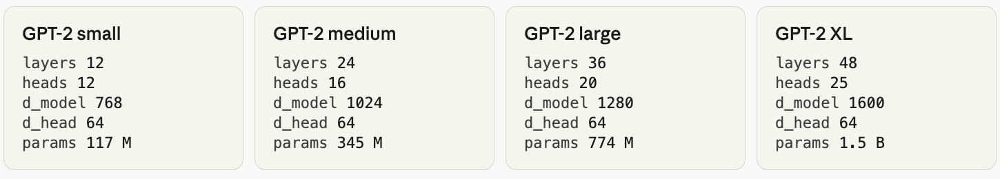 GPT-2 small
layers 12
heads 12
d_model 768
d_head 64
params 117 M
GPT-2 medium
layers 24
heads 16
d_model 1024
d_head 64
params 345 M
GPT-2 large
layers 36
heads 20
d_model 1280
d_head 64
params 774 M
GPT-2 XL
layers 48
heads 25
d_model 1600
d_head 64
params 1.5 B